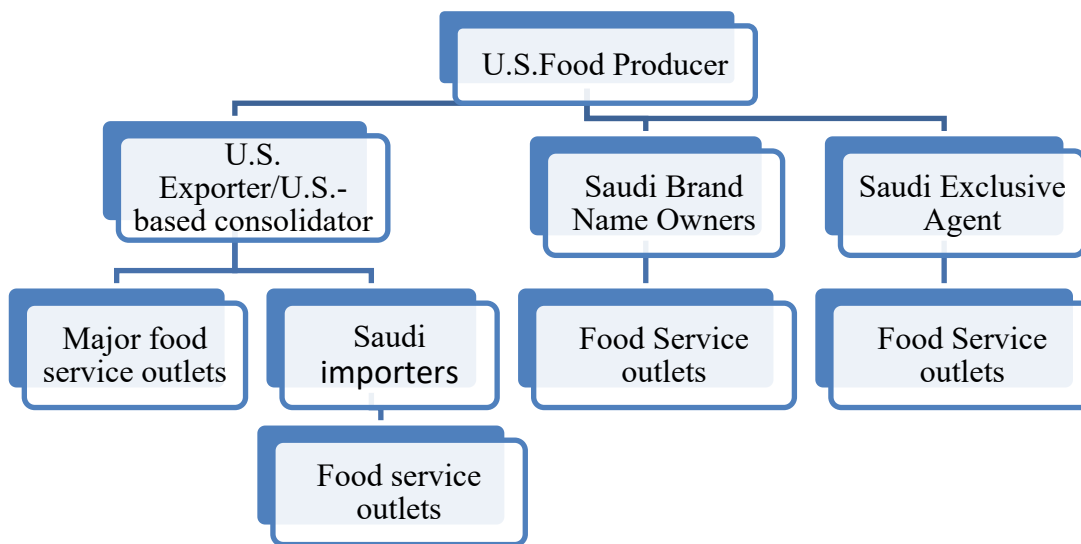 U.S.Food Producer
U.S.
Exporter/U.S.-
based consolidator
Saudi Brand
Name Owners
Saudi Exclusive
Agent
Major food
service outlets
Saudi
importers
Food Service
outlets
Food Service
outlets
Food service
outlets